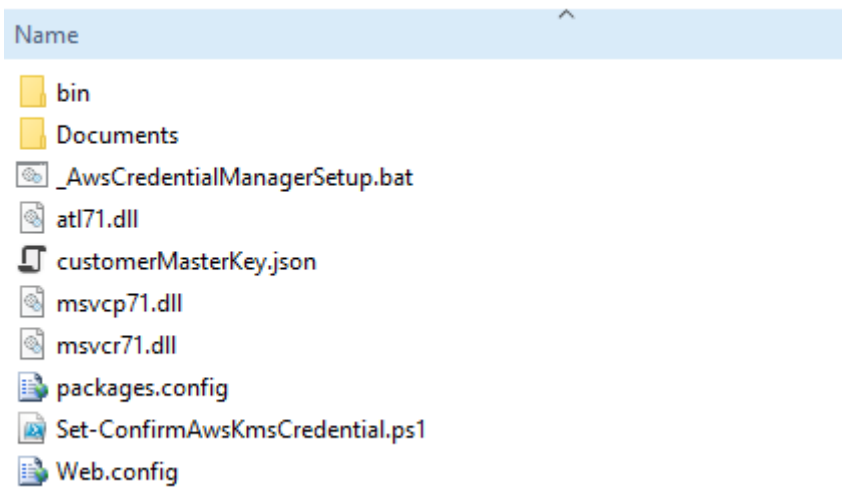 Name
bin
Documents
_AwsCredentialManagerSetup.bat
atl71.dll
customerMasterKey.json
msvcp71.dll
msvcr71.dll
packages.config
Set-ConfirmAwsKmsCredential.ps1
Web.config